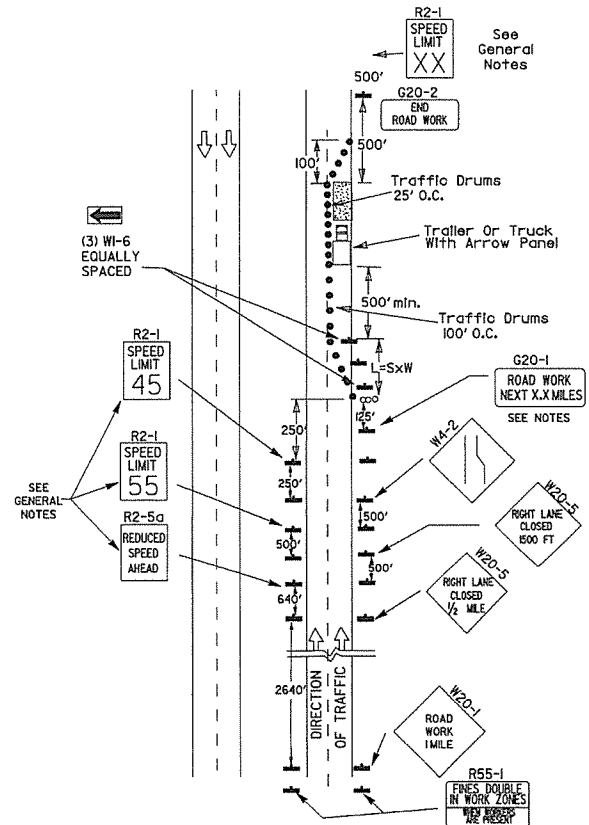 R2-1
SPEED
LIMIT
XX
See
General
Notes
500'
G20-2
END
ROAD WORK
100'
500'
Traffic Drums
25' O.C.
Trailer Or Truck
With Arrow Panel
(3) W1-6
EQUALLY
SPACED
500' min.
Traffic Drums
100' O.C.
R2-1
SPEED
LIMIT
45
L=SxW
G20-1
ROAD WORK
NEXT X.X MILES
SEE NOTES
125'
250'
W4-2
R2-1
SPEED
LIMIT
55
250'
SEE
GENERAL
NOTES
500'
W20-5
RIGHT LANE
CLOSED
1500 FT
R2-5a
REDUCED
SPEED
AHEAD
500'
500'
W20-5
RIGHT LANE
CLOSED
1/2 MILE
640'
2640'
DIRECTION
OF TRAFFIC
W20-1
ROAD
WORK
1 MILE
R55-1
FINES DOUBLE
IN WORK ZONES
WHEN WORKERS
ARE PRESENT